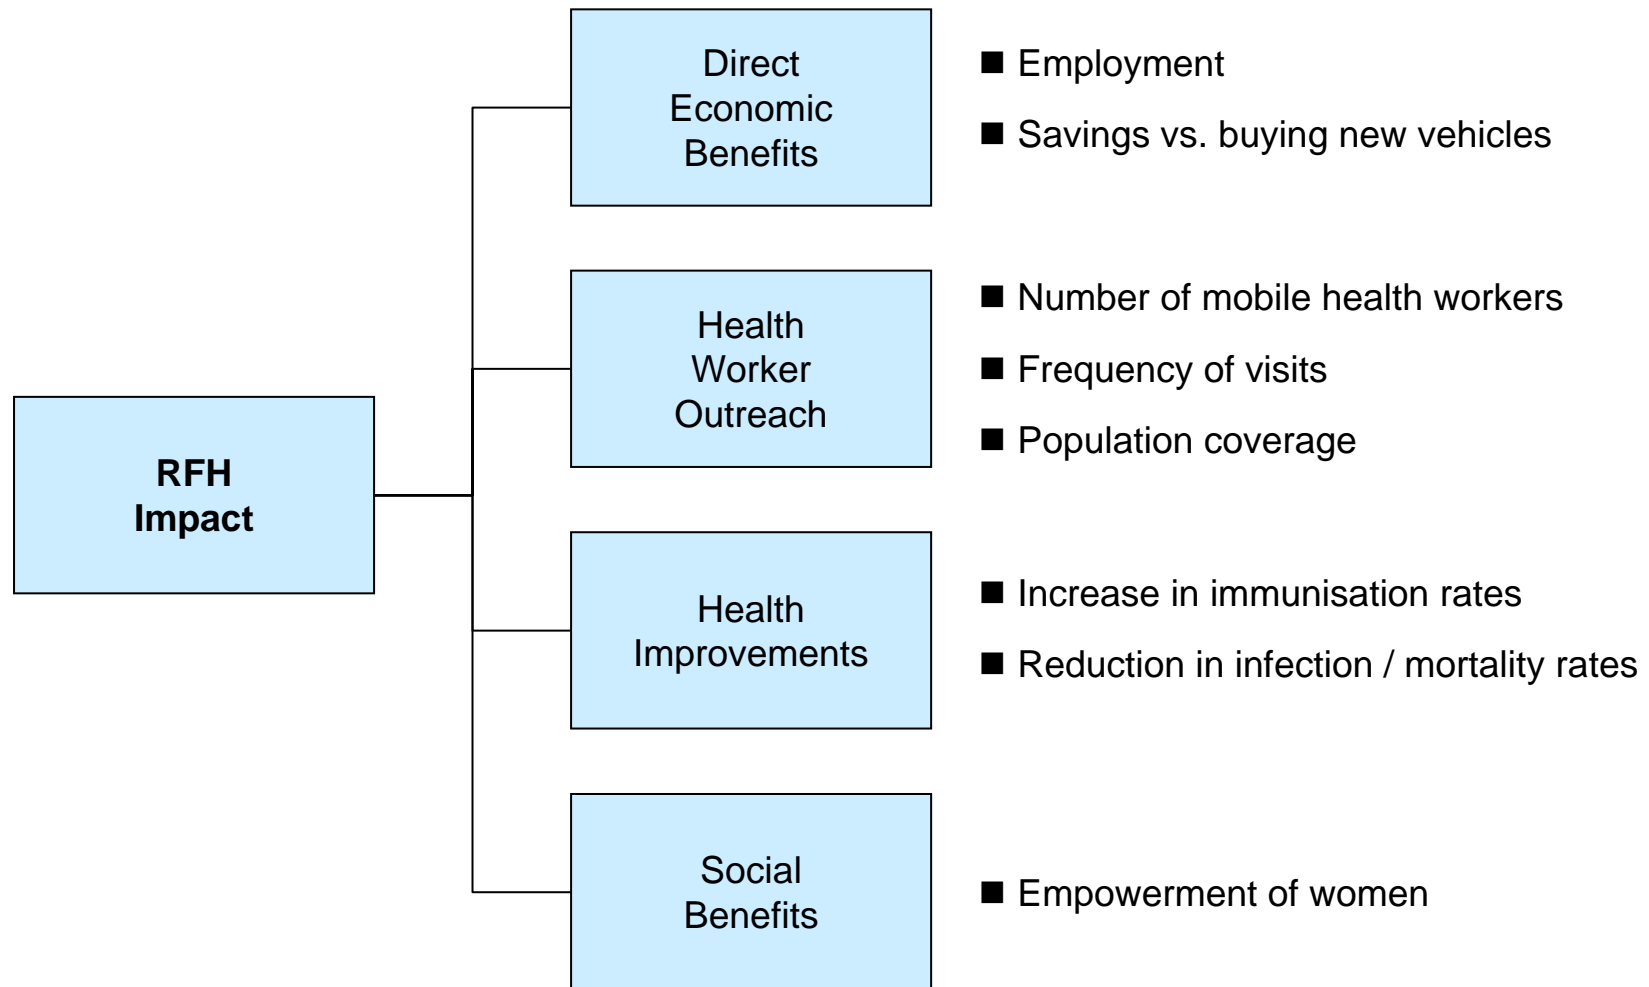 RFH
Impact
Direct
Economic
Benefits
■ Employment
■ Savings vs. buying new vehicles
Health
Worker
Outreach
■ Number of mobile health workers
■ Frequency of visits
■ Population coverage
Health
Improvements
■ Increase in immunisation rates
■ Reduction in infection / mortality rates
Social
Benefits
■ Empowerment of women